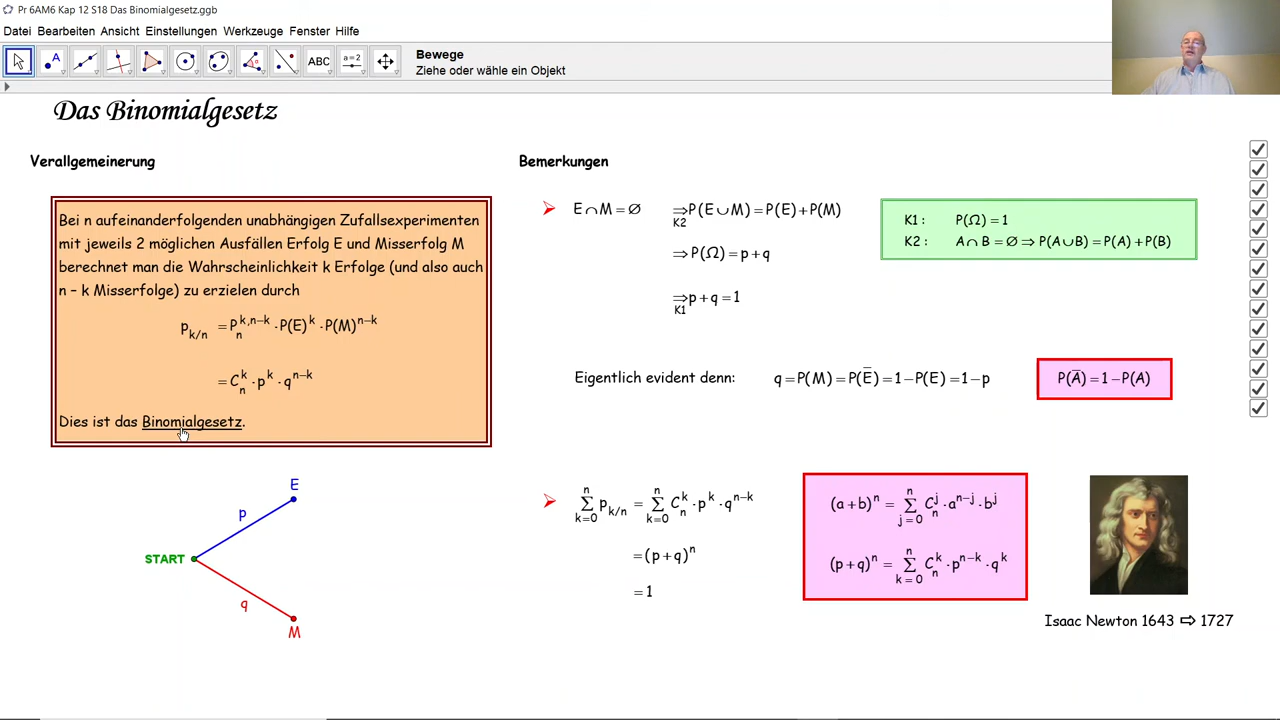 Pr 6AM6 Kap 12 S18 Das Binomialgesetz.ggb
Datei Bearbeiten Ansicht Einstellungen Werkzeuge Fenster Hilfe
A
ABC
a=2
Bewege
Ziehe oder wähle ein Objekt
Das Binomialgesetz
Verallgemeinerung
Bei n aufeinanderfolgenden unabhängigen Zufallsexperimenten
mit jeweils 2 möglichen Ausfällen Erfolg E und Misserfolg M
berechnet man die Wahrscheinlichkeit k Erfolge (und also auch
n – k Misserfolge) zu erzielen durch
p_{k/n} = P_n^{k,n–k} · P(E)^k · P(M)^{n–k}
= C_n^k · p^k · q^{n–k}
Dies ist das Binomialgesetz.
E
p
START
q
M
Bemerkungen
E ∩ M = ∅ ⇒ P(E ∪ M) = P(E) + P(M)
K2
⇒ P(Ω) = p + q
⇒ p + q = 1
K1
K1 : P(Ω) = 1
K2 : A ∩ B = ∅ ⇒ P(A ∪ B) = P(A) + P(B)
Eigentlich evident denn: q = P(M) = P(E̅) = 1 – P(E) = 1 – p
P(A̅) = 1 – P(A)
∑_{k=0}^n p_{k/n} = ∑_{k=0}^n C_n^k · p^k · q^{n–k}
= (p + q)^n
= 1
(a + b)^n = ∑_{j=0}^n C_n^j · a^{n–j} · b^j
(p + q)^n = ∑_{k=0}^n C_n^k · p^{n–k} · q^k
Isaac Newton 1643 ⇨ 1727